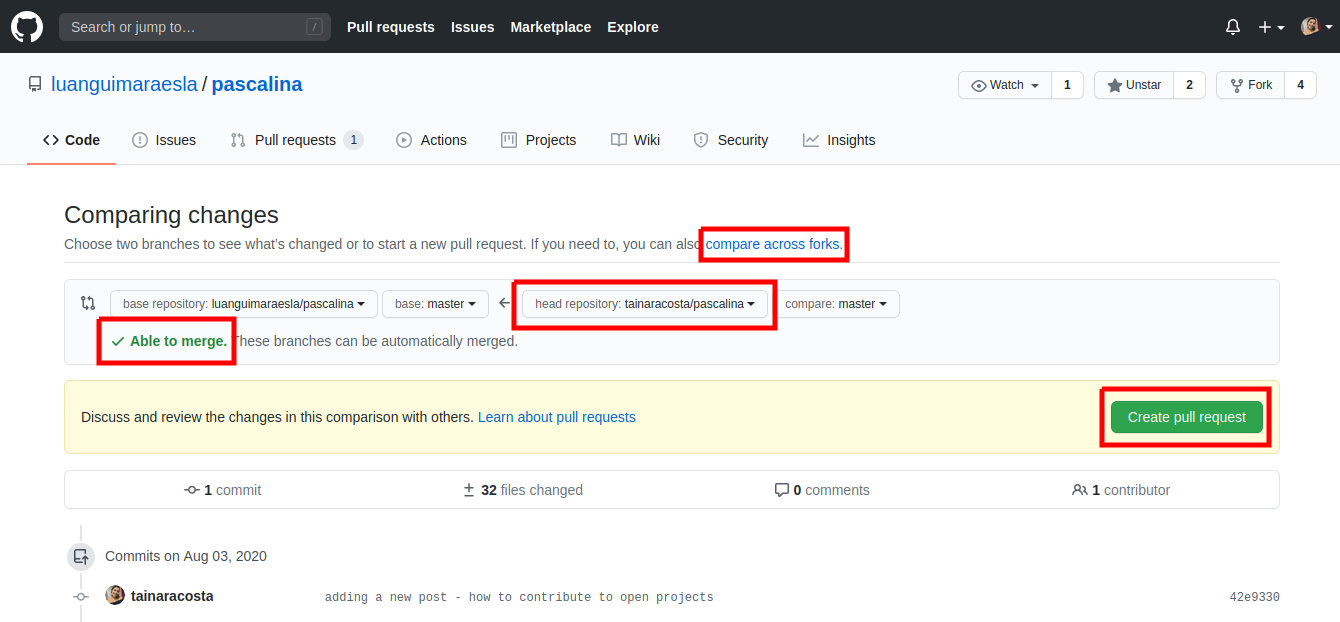 Search or jump to… / Pull requests Issues Marketplace Explore
luanguimaraesla / pascalina Watch 1 Unstar 2 Fork 4
Code Issues Pull requests 1 Actions Projects Wiki Security Insights
Comparing changes
Choose two branches to see what's changed or to start a new pull request. If you need to, you can also compare across forks.
base repository: luanguimaraesla/pascalina base: master head repository: tainaracosta/pascalina compare: master
Able to merge. These branches can be automatically merged.
Discuss and review the changes in this comparison with others. Learn about pull requests Create pull request
1 commit 32 files changed 0 comments 1 contributor
Commits on Aug 03, 2020
tainaracosta adding a new post - how to contribute to open projects 42e9330